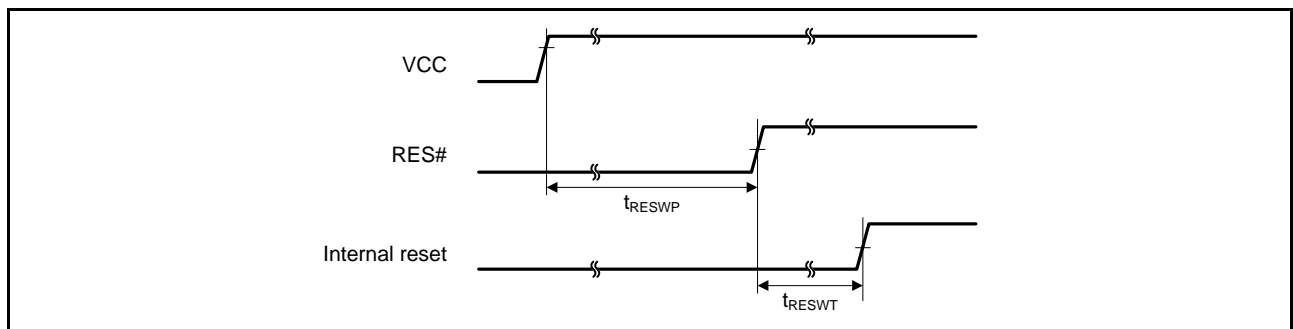 VCC
RES#
tRESWP
Internal reset
tRESWT